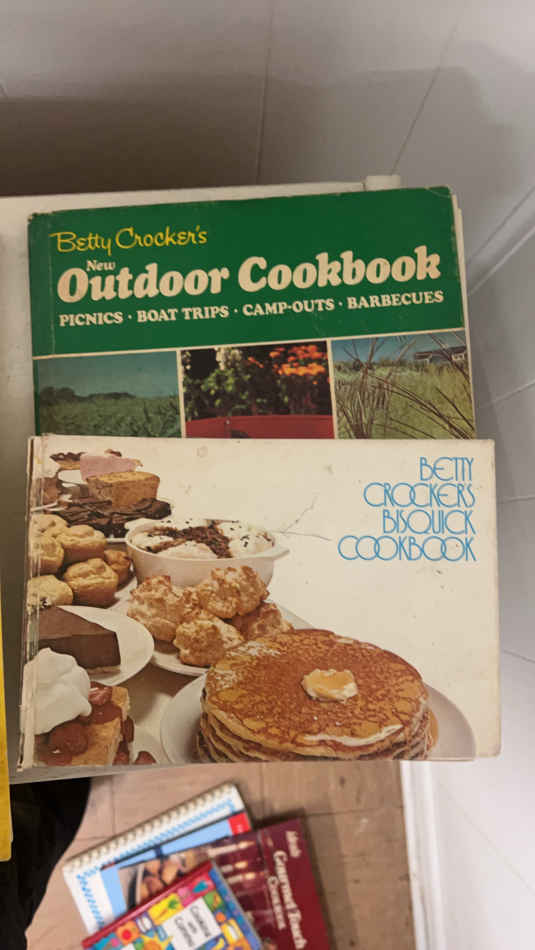 Betty Crocker's
New
Outdoor Cookbook
PICNICS · BOAT TRIPS · CAMP-OUTS · BARBECUES
BETTY
CROCKER'S
BISQUICK
COOKBOOK
Gourmet Touch